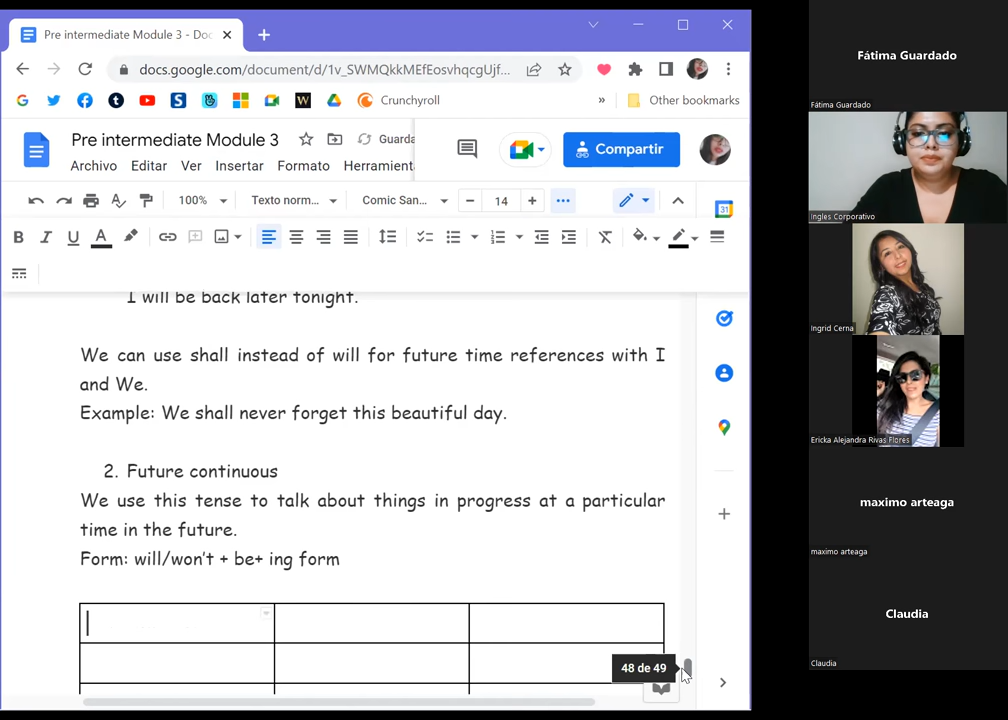 Pre intermediate Module 3 - Doc
docs.google.com/document/d/1v_SWMQkkMEfEosvhqcgUjf...
Crunchyroll
» Other bookmarks
Pre intermediate Module 3
Guarda
Compartir
Archivo Editar Ver Insertar Formato Herramient
100% Texto norm... Comic San... 14
31
B I U A
I will be back later tonight.
We can use shall instead of will for future time references with I
and We.
Example: We shall never forget this beautiful day.
2. Future continuous
We use this tense to talk about things in progress at a particular
time in the future.
Form: will/won't + be+ ing form
48 de 49
Fátima Guardado
Fátima Guardado
Ingles Corporativo
Ingrid Cerna
Ericka Alejandra Rivas Flores
maximo arteaga
maximo arteaga
Claudia
Claudia